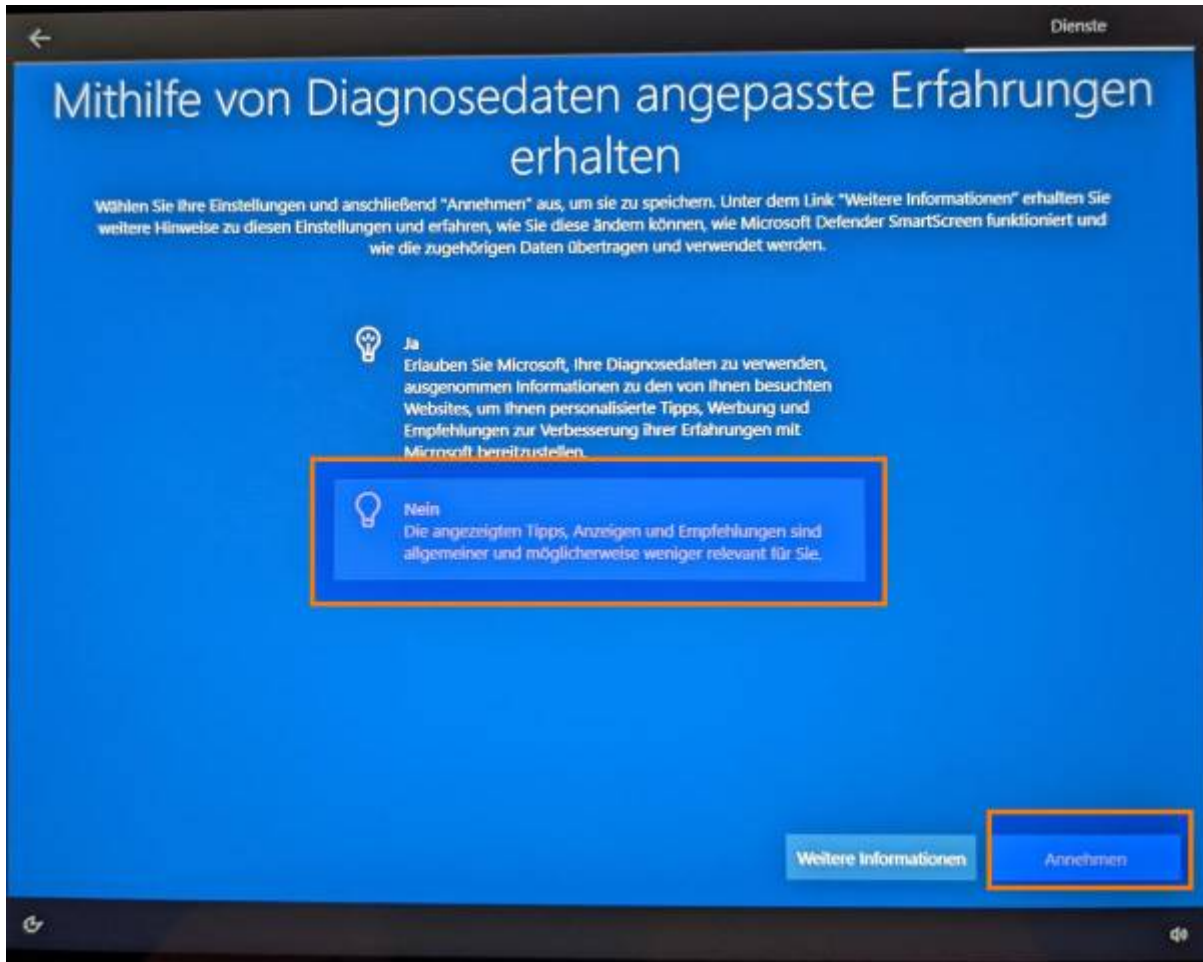 Dienste
Mithilfe von Diagnosedaten angepasste Erfahrungen
erhalten
Wählen Sie Ihre Einstellungen und anschließend "Annehmen" aus, um sie zu speichern. Unter dem Link "Weitere Informationen" erhalten Sie
weitere Hinweise zu diesen Einstellungen und erfahren, wie Sie diese ändern können, wie Microsoft Defender SmartScreen funktioniert und
wie die zugehörigen Daten übertragen und verwendet werden.
Ja
Erlauben Sie Microsoft, Ihre Diagnosedaten zu verwenden,
ausgenommen Informationen zu den von Ihnen besuchten
Websites, um Ihnen personalisierte Tipps, Werbung und
Empfehlungen zur Verbesserung ihrer Erfahrungen mit
Microsoft bereitzustellen.
Nein
Die angezeigten Tipps, Anzeigen und Empfehlungen sind
allgemeiner und möglicherweise weniger relevant für Sie.
Weitere Informationen
Annehmen